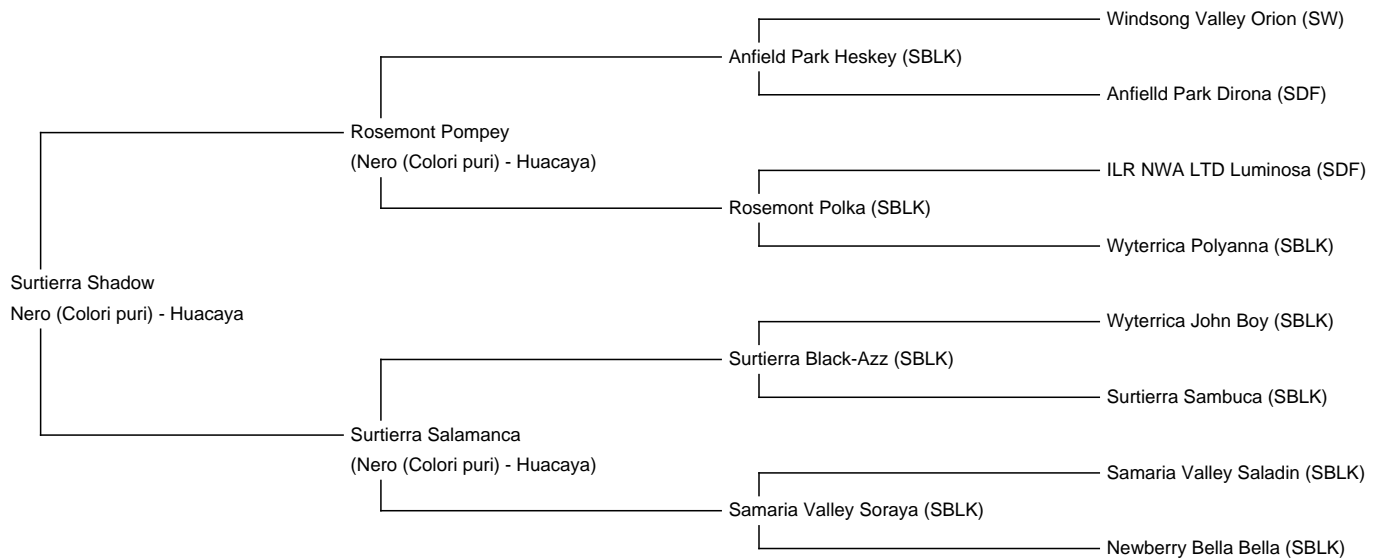 Windsong Valley Orion (SW)
Anfield Park Heskey (SBLK)
Anfielld Park Dirona (SDF)
Rosemont Pompey
(Nero (Colori puri) - Huacaya)
ILR NWA LTD Luminosa (SDF)
Rosemont Polka (SBLK)
Wyterrica Polyanna (SBLK)
Surtierra Shadow
Nero (Colori puri) - Huacaya
Wyterrica John Boy (SBLK)
Surtierra Black-Azz (SBLK)
Surtierra Sambuca (SBLK)
Surtierra Salamanca
(Nero (Colori puri) - Huacaya)
Samaria Valley Saladin (SBLK)
Samaria Valley Soraya (SBLK)
Newberry Bella Bella (SBLK)